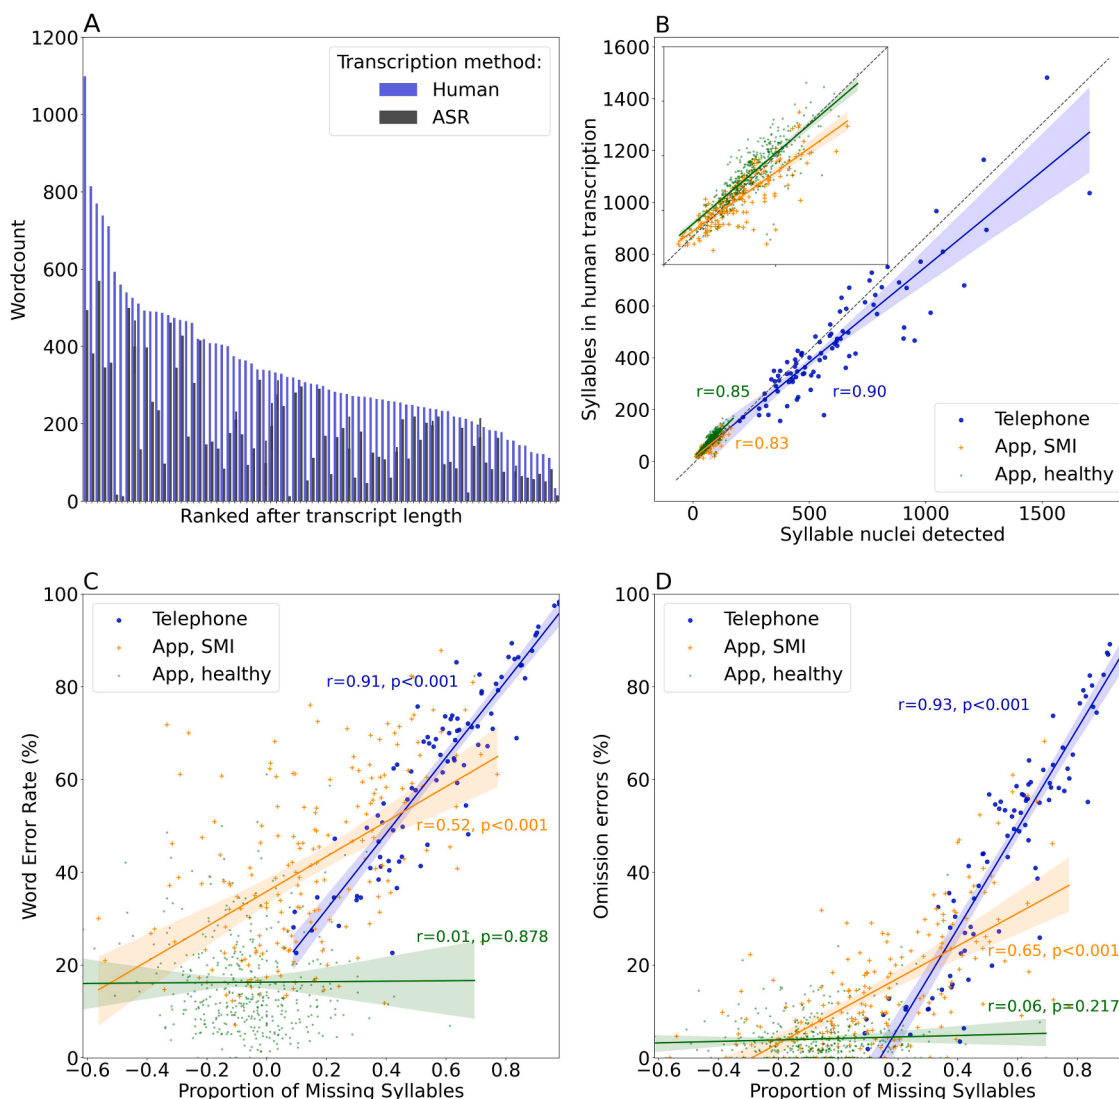 A
Wordcount
1200
1000
800
600
400
200
0
Transcription method:
Human
ASR
Ranked after transcript length
B
Syllables in human transcription
1600
1400
1200
1000
800
600
400
200
0
r=0.85
r=0.90
r=0.83
Telephone
App, SMI
App, healthy
0 500 1000 1500
Syllable nuclei detected
C
Word Error Rate (%)
100
80
60
40
20
0
Telephone
App, SMI
App, healthy
r=0.91, p<0.001
r=0.52, p<0.001
r=0.01, p=0.878
−0.6 −0.4 −0.2 0.0 0.2 0.4 0.6 0.8
Proportion of Missing Syllables
D
Omission errors (%)
100
80
60
40
20
0
Telephone
App, SMI
App, healthy
r=0.93, p<0.001
r=0.65, p<0.001
r=0.06, p=0.217
−0.6 −0.4 −0.2 0.0 0.2 0.4 0.6 0.8
Proportion of Missing Syllables